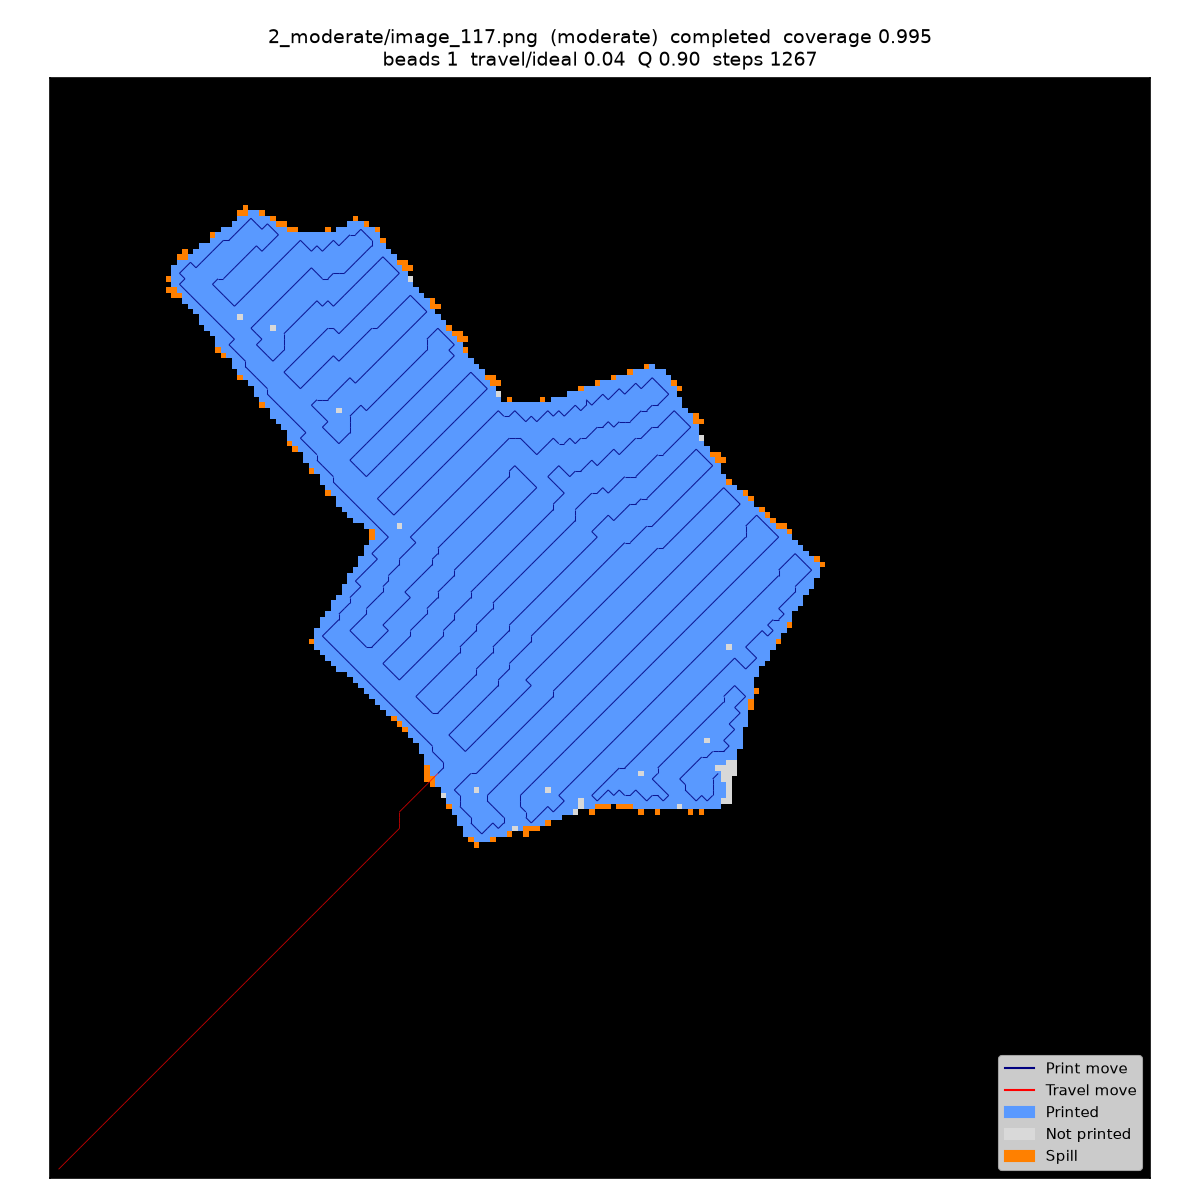 2_moderate/image_117.png  (moderate)  completed  coverage 0.995
beads 1  travel/ideal 0.04  Q 0.90  steps 1267
Print move
Travel move
Printed
Not printed
Spill